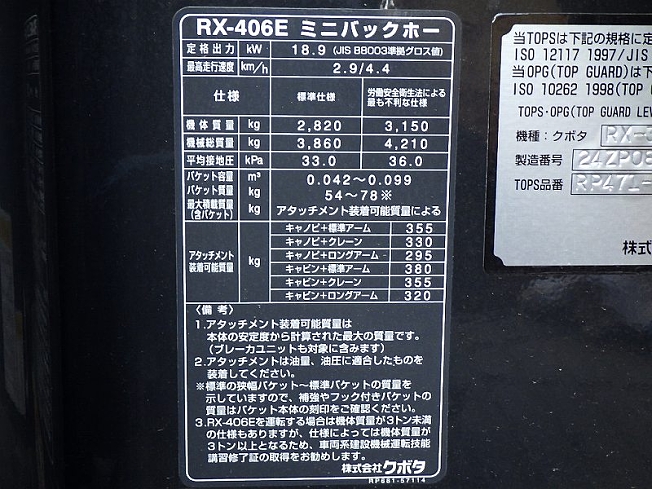 RX-406E ミニバックホー
定格出力 kW 18.9 (JIS B8003準拠グロス値)
最高走行速度 km/h 2.9/4.4
仕様 標準仕様 労働安全衛生法による
最も不利な仕様
機体質量 kg 2,820 3,150
機械総質量 kg 3,860 4,210
平均接地圧 kPa 33.0 36.0
バケット容量 m³ 0.042〜0.099
バケット質量 kg 54〜78※
最大積載質量
(含バケット) kg アタッチメント装着可能質量による
アタッチメント
装着可能質量 kg
キャノピ+標準アーム 355
キャノピ+クレーン 330
キャノピ+ロングアーム 295
キャビン+標準アーム 380
キャビン+クレーン 355
キャビン+ロングアーム 320
〈備考〉
1.アタッチメント装着可能質量は
本体の安定度から計算された最大の質量です。
(ブレーカユニットも対象に含みます)
2.アタッチメントは油量、油圧に適合したものを
装着してください。
※標準の狭幅バケット〜標準バケットの質量を
示していますので、補強やフック付きバケットの
質量はバケット本体の刻印をご確認ください。
3.RX-406Eを運転する場合は機体質量が3トン未満
の仕様もありますが、仕様によっては機体質量が
3トン以上となるため、車両系建設機械運転技能
講習修了証の取得をお勧めします。
株式会社クボタ
RP681-57114
当TOPSは下記の規格に定
ISO 12117 1997/JIS
当OPG(TOP GUARD)は下
ISO 10262 1998(TOP
TOPS・OPG(TOP GUARD LEV
機種：クボタ RX-
製造番号 24ZP08
TOPS品番 RP471-
株式